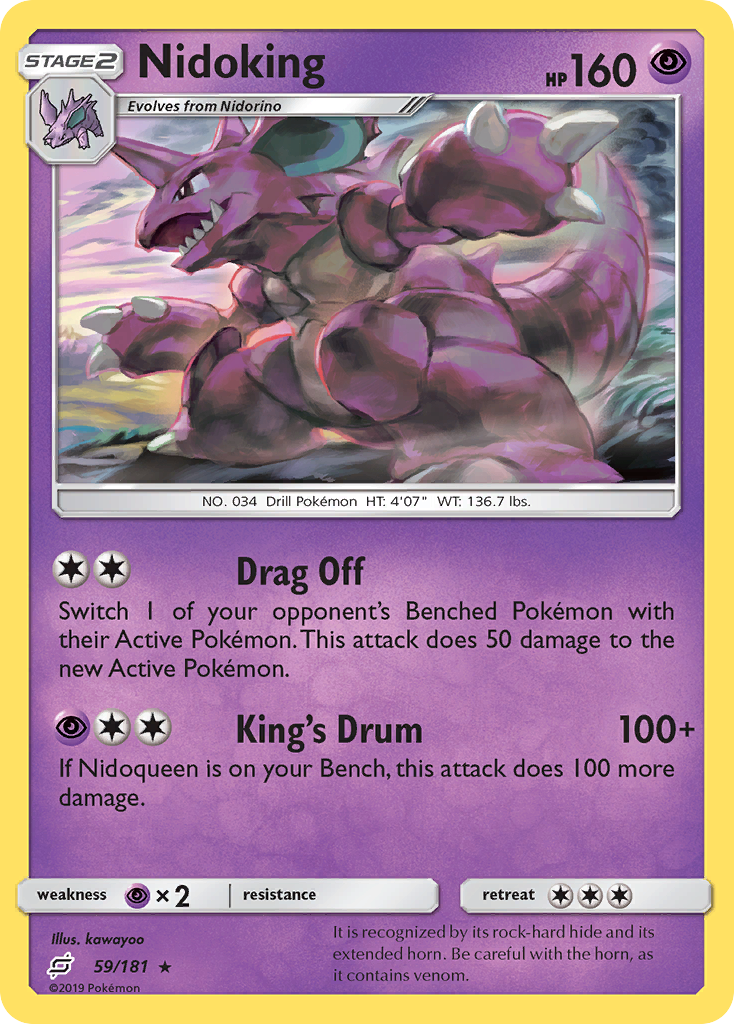 STAGE 2
Nidoking
HP 160
Evolves from Nidorino
NO. 034 Drill Pokémon HT: 4'07" WT: 136.7 lbs.
Drag Off
Switch 1 of your opponent's Benched Pokémon with
their Active Pokémon. This attack does 50 damage to the
new Active Pokémon.
King's Drum 100+
If Nidoqueen is on your Bench, this attack does 100 more
damage.
weakness ×2 resistance retreat
Illus. kawayoo
59/181 ★
©2019 Pokémon
It is recognized by its rock-hard hide and its
extended horn. Be careful with the horn, as
it contains venom.